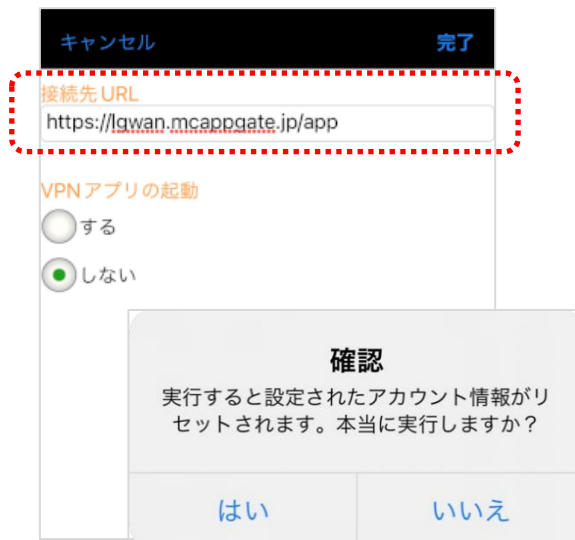 キャンセル 完了
接続先URL
https://lgwan.mcappgate.jp/app
VPNアプリの起動
する
しない
確認
実行すると設定されたアカウント情報がリ
セットされます。本当に実行しますか？
はい いいえ